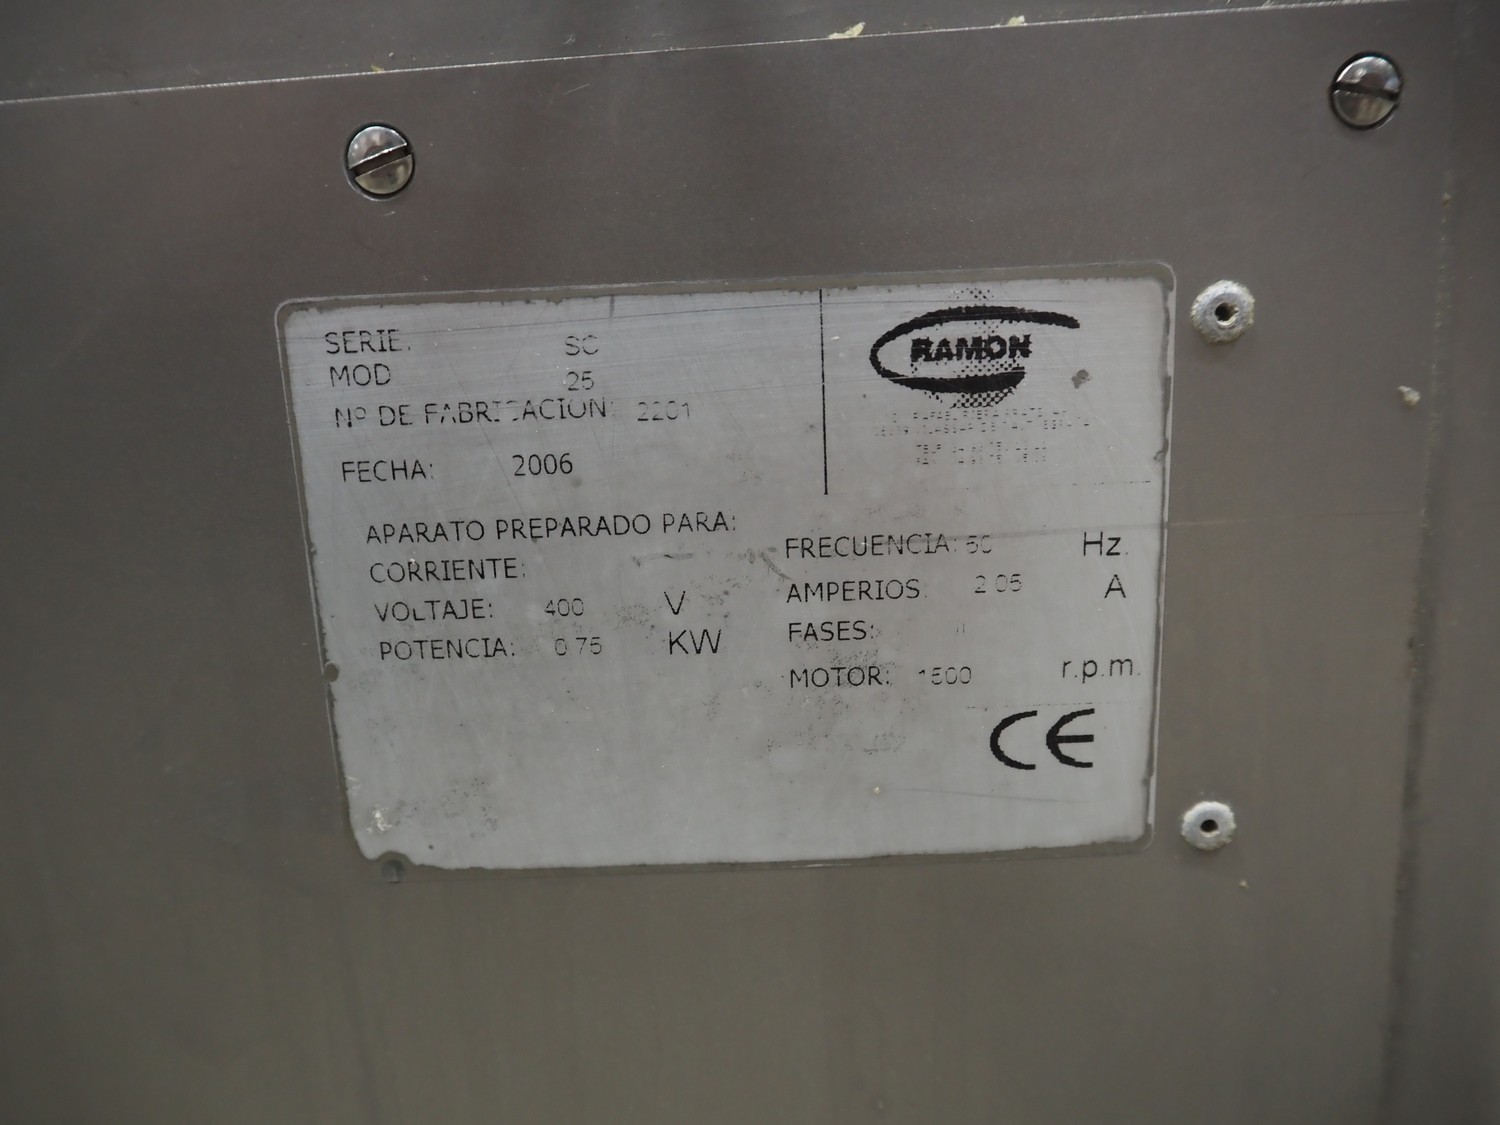 SERIE. SC
MOD 25
Nº DE FABRICACION: 2201
FECHA: 2006
RAMON
APARATO PREPARADO PARA:
CORRIENTE:
VOLTAJE: 400 V
POTENCIA: 0.75 KW
FRECUENCIA: 50 Hz.
AMPERIOS: 2.05 A
FASES:
MOTOR: 1500 r.p.m.
CE